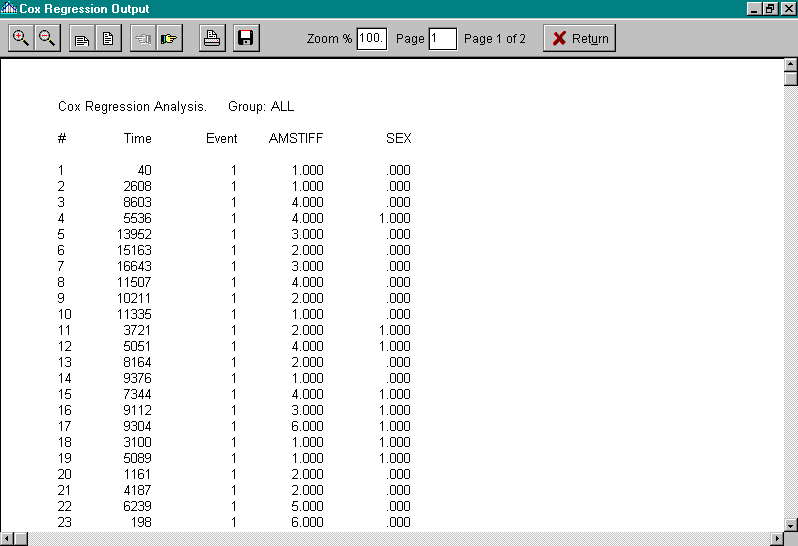 Cox Regression Output
Zoom % 100. Page 1 Page 1 of 2 Return
Cox Regression Analysis. Group: ALL
# Time Event AMSTIFF SEX
1 40 1 1.000 .000
2 2608 1 1.000 .000
3 8603 1 4.000 .000
4 5536 1 4.000 1.000
5 13952 1 3.000 .000
6 15163 1 2.000 .000
7 16643 1 3.000 .000
8 11507 1 4.000 .000
9 10211 1 2.000 .000
10 11335 1 1.000 .000
11 3721 1 2.000 1.000
12 5051 1 4.000 1.000
13 8164 1 2.000 .000
14 9376 1 1.000 .000
15 7344 1 4.000 1.000
16 9112 1 3.000 1.000
17 9304 1 6.000 1.000
18 3100 1 1.000 1.000
19 5089 1 1.000 1.000
20 1161 1 2.000 .000
21 4187 1 2.000 .000
22 6239 1 5.000 .000
23 198 1 6.000 .000